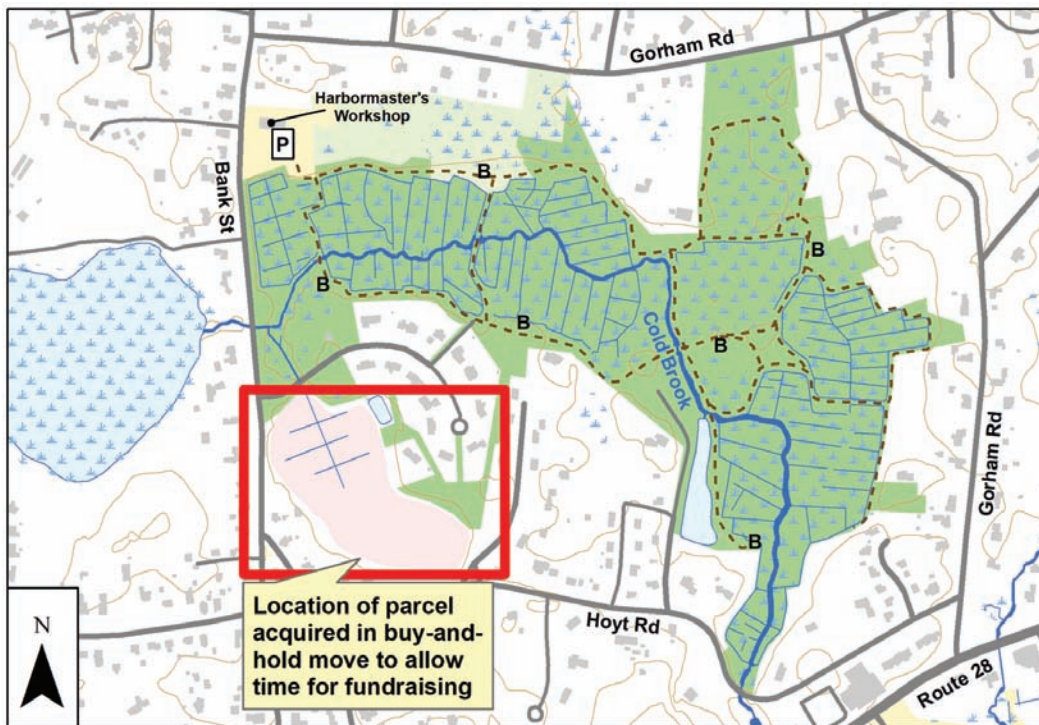 Gorham Rd
Harbormaster's
Workshop
P
Bank St
B
B
B
B
B
Cold Brook
Gorham Rd
B
Location of parcel
acquired in buy-and-
hold move to allow
time for fundraising
Hoyt Rd
Route 28
N